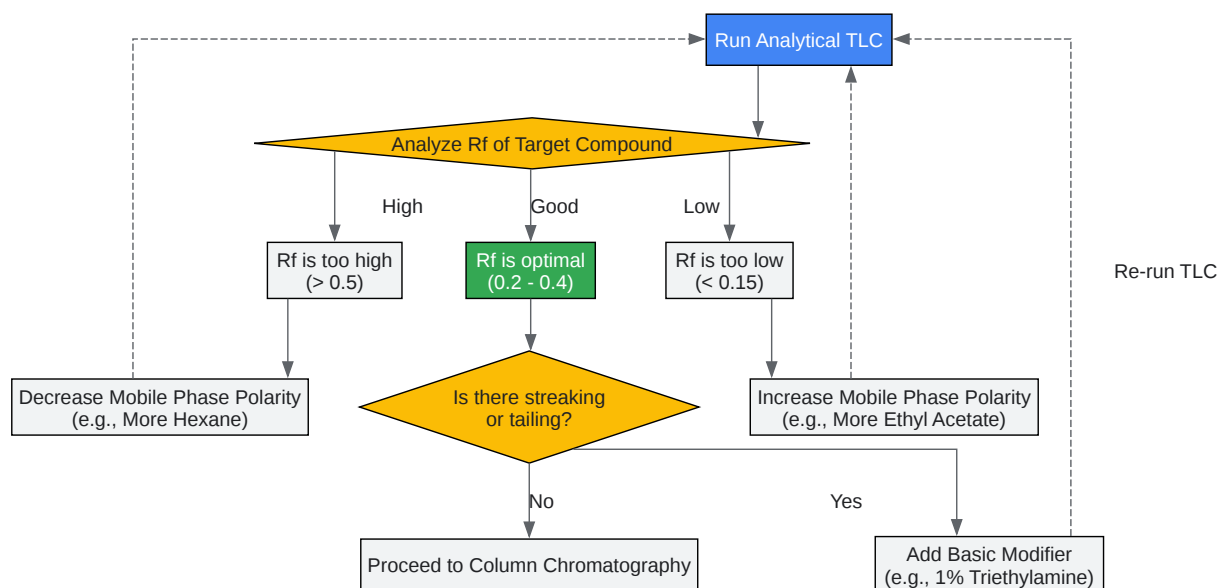 Run Analytical TLC
Analyze Rf of Target Compound
High
Good
Low
Rf is too high
(> 0.5)
Rf is optimal
(0.2 - 0.4)
Rf is too low
(< 0.15)
Re-run TLC
Decrease Mobile Phase Polarity
(e.g., More Hexane)
Is there streaking
or tailing?
Increase Mobile Phase Polarity
(e.g., More Ethyl Acetate)
No
Yes
Proceed to Column Chromatography
Add Basic Modifier
(e.g., 1% Triethylamine)